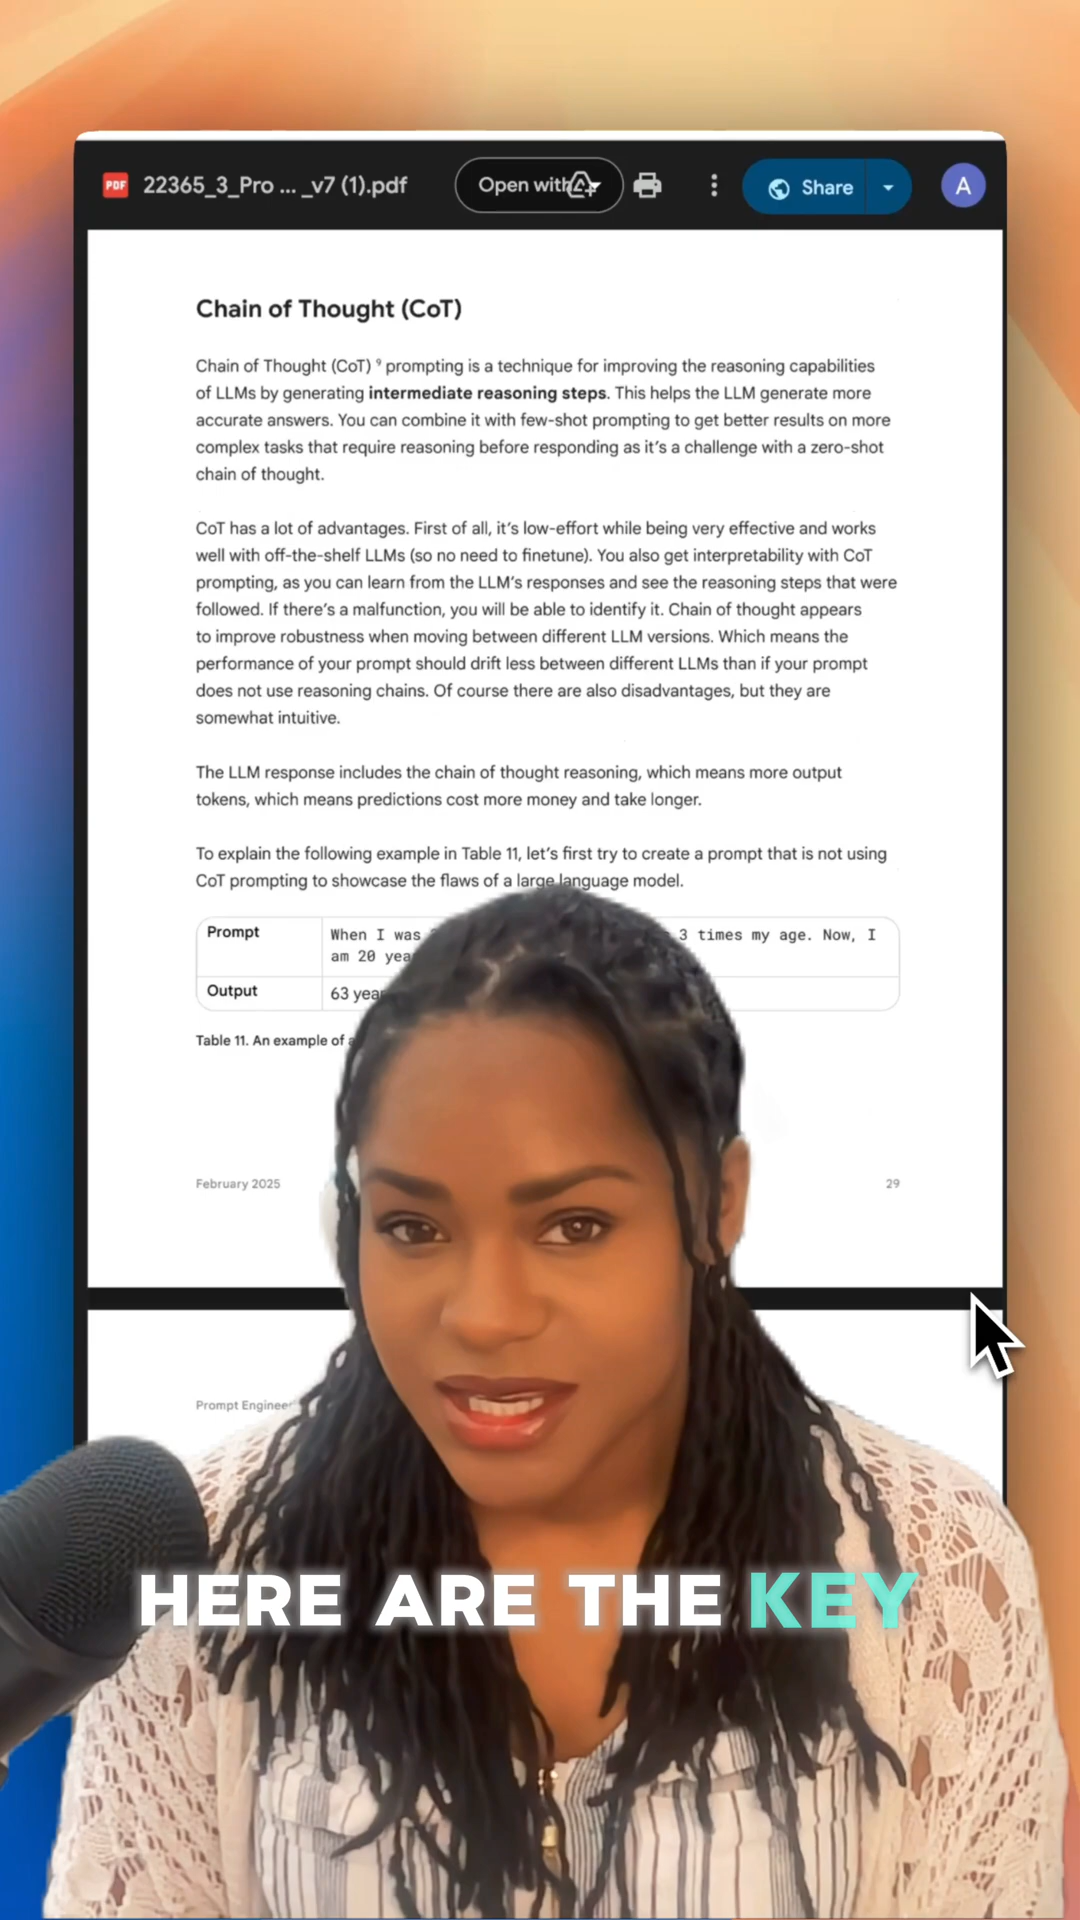 PDF 22365_3_Pro ... _v7 (1).pdf Open with Share A
Chain of Thought (CoT)
Chain of Thought (CoT) ⁹ prompting is a technique for improving the reasoning capabilities
of LLMs by generating intermediate reasoning steps. This helps the LLM generate more
accurate answers. You can combine it with few-shot prompting to get better results on more
complex tasks that require reasoning before responding as it's a challenge with a zero-shot
chain of thought.
CoT has a lot of advantages. First of all, it's low-effort while being very effective and works
well with off-the-shelf LLMs (so no need to finetune). You also get interpretability with CoT
prompting, as you can learn from the LLM's responses and see the reasoning steps that were
followed. If there's a malfunction, you will be able to identify it. Chain of thought appears
to improve robustness when moving between different LLM versions. Which means the
performance of your prompt should drift less between different LLMs than if your prompt
does not use reasoning chains. Of course there are also disadvantages, but they are
somewhat intuitive.
The LLM response includes the chain of thought reasoning, which means more output
tokens, which means predictions cost more money and take longer.
To explain the following example in Table 11, let's first try to create a prompt that is not using
CoT prompting to showcase the flaws of a large language model.
Prompt When I was 3 times my age. Now, I
am 20 yea
Output 63 year
Table 11. An example of
February 2025 29
Prompt Enginee
HERE ARE THE KEY